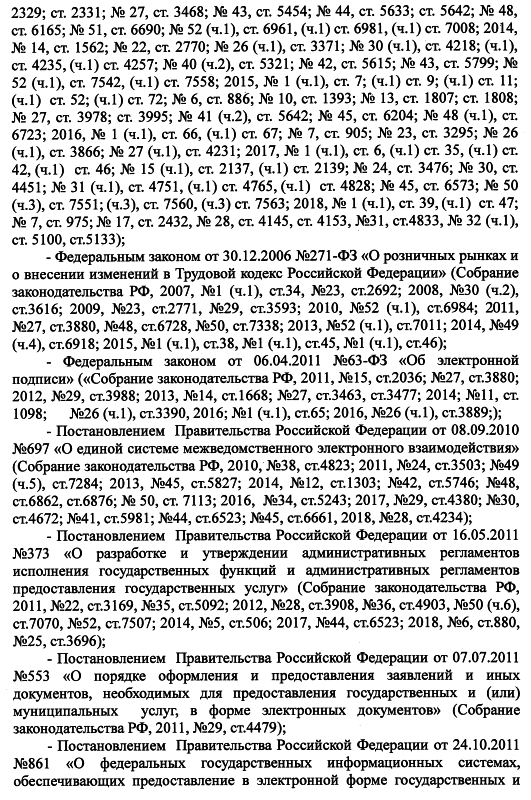 2329; ст. 2331; № 27, ст. 3468; № 43, ст. 5454; № 44, ст. 5633; ст. 5642; № 48,
ст. 6165; № 51, ст. 6690; № 52 (ч.1), ст. 6961, (ч.1) ст. 6981, (ч.1) ст. 7008; 2014,
№ 14, ст. 1562; № 22, ст. 2770; № 26 (ч.1), ст. 3371; № 30 (ч.1), ст. 4218; (ч.1),
ст. 4235, (ч.1) ст. 4257; № 40 (ч.2), ст. 5321; № 42, ст. 5615; № 43, ст. 5799; №
52 (ч.1), ст. 7542, (ч.1) ст. 7558; 2015, № 1 (ч.1), ст. 7; (ч.1) ст. 9; (ч.1) ст. 11;
(ч.1) ст. 52; (ч.1) ст. 72; № 6, ст. 886; № 10, ст. 1393; № 13, ст. 1807; ст. 1808;
№ 27, ст. 3978; ст. 3995; № 41 (ч.2), ст. 5642; № 45, ст. 6204; № 48 (ч.1), ст.
6723; 2016, № 1 (ч.1), ст. 66, (ч.1) ст. 67; № 7, ст. 905; № 23, ст. 3295; № 26
(ч.1), ст. 3866; № 27 (ч.1), ст. 4231; 2017, № 1 (ч.1), ст. 6, (ч.1) ст. 35, (ч.1) ст.
42, (ч.1) ст. 46; № 15 (ч.1), ст. 2137, (ч.1) ст. 2139; № 24, ст. 3476; № 30, ст.
4451; № 31 (ч.1), ст. 4751, (ч.1) ст. 4765, (ч.1) ст. 4828; № 45, ст. 6573; № 50
(ч.3), ст. 7551; (ч.3), ст. 7560, (ч.3) ст. 7563; 2018, № 1 (ч.1), ст. 39, (ч.1) ст. 47;
№ 7, ст. 975; № 17, ст. 2432, № 28, ст. 4145, ст. 4153, №31, ст.4833, № 32 (ч.1),
ст. 5100, ст.5133);
- Федеральным законом от 30.12.2006 №271-ФЗ «О розничных рынках и
о внесении изменений в Трудовой кодекс Российской Федерации» (Собрание
законодательства РФ, 2007, №1 (ч.1), ст.34, №23, ст.2692; 2008, №30 (ч.2),
ст.3616; 2009, №23, ст.2771, №29, ст.3593; 2010, №52 (ч.1), ст.6984; 2011,
№27, ст.3880, №48, ст.6728, №50, ст.7338; 2013, №52 (ч.1), ст.7011; 2014, №49
(ч.4), ст.6918; 2015, №1 (ч.1), ст.38, №1 (ч.1), ст.45, №1 (ч.1), ст.46);
- Федеральным законом от 06.04.2011 №63-ФЗ «Об электронной
подписи» («Собрание законодательства РФ, 2011, №15, ст.2036; №27, ст.3880;
2012, №29, ст.3988; 2013, №14, ст.1668; №27, ст.3463, ст.3477; 2014; №11, ст.
1098; №26 (ч.1), ст.3390, 2016; №1 (ч.1), ст.65; 2016, №26 (ч.1), ст.3889;);
- Постановлением Правительства Российской Федерации от 08.09.2010
№697 «О единой системе межведомственного электронного взаимодействия»
(Собрание законодательства РФ, 2010, №38, ст.4823; 2011, №24, ст.3503; №49
(ч.5), ст.7284; 2013, №45, ст.5827; 2014, №12, ст.1303; №42, ст.5746; №48,
ст.6862, ст.6876; № 50, ст. 7113; 2016, №34, ст.5243; 2017, №29, ст.4380; №30,
ст.4672; №41, ст.5981; №44, ст.6523; №45, ст.6661, 2018, №28, ст.4234);
- Постановлением Правительства Российской Федерации от 16.05.2011
№373 «О разработке и утверждении административных регламентов
исполнения государственных функций и административных регламентов
предоставления государственных услуг» (Собрание законодательства РФ,
2011, №22, ст.3169, №35, ст.5092; 2012, №28, ст.3908, №36, ст.4903, №50 (ч.6),
ст.7070, №52, ст.7507; 2014, №5, ст.506; 2017, №44, ст.6523; 2018, №6, ст.880,
№25, ст.3696);
- Постановлением Правительства Российской Федерации от 07.07.2011
№553 «О порядке оформления и предоставления заявлений и иных
документов, необходимых для предоставления государственных и (или)
муниципальных услуг, в форме электронных документов» (Собрание
законодательства РФ, 2011, №29, ст.4479);
- Постановлением Правительства Российской Федерации от 24.10.2011
№861 «О федеральных государственных информационных системах,
обеспечивающих предоставление в электронной форме государственных и